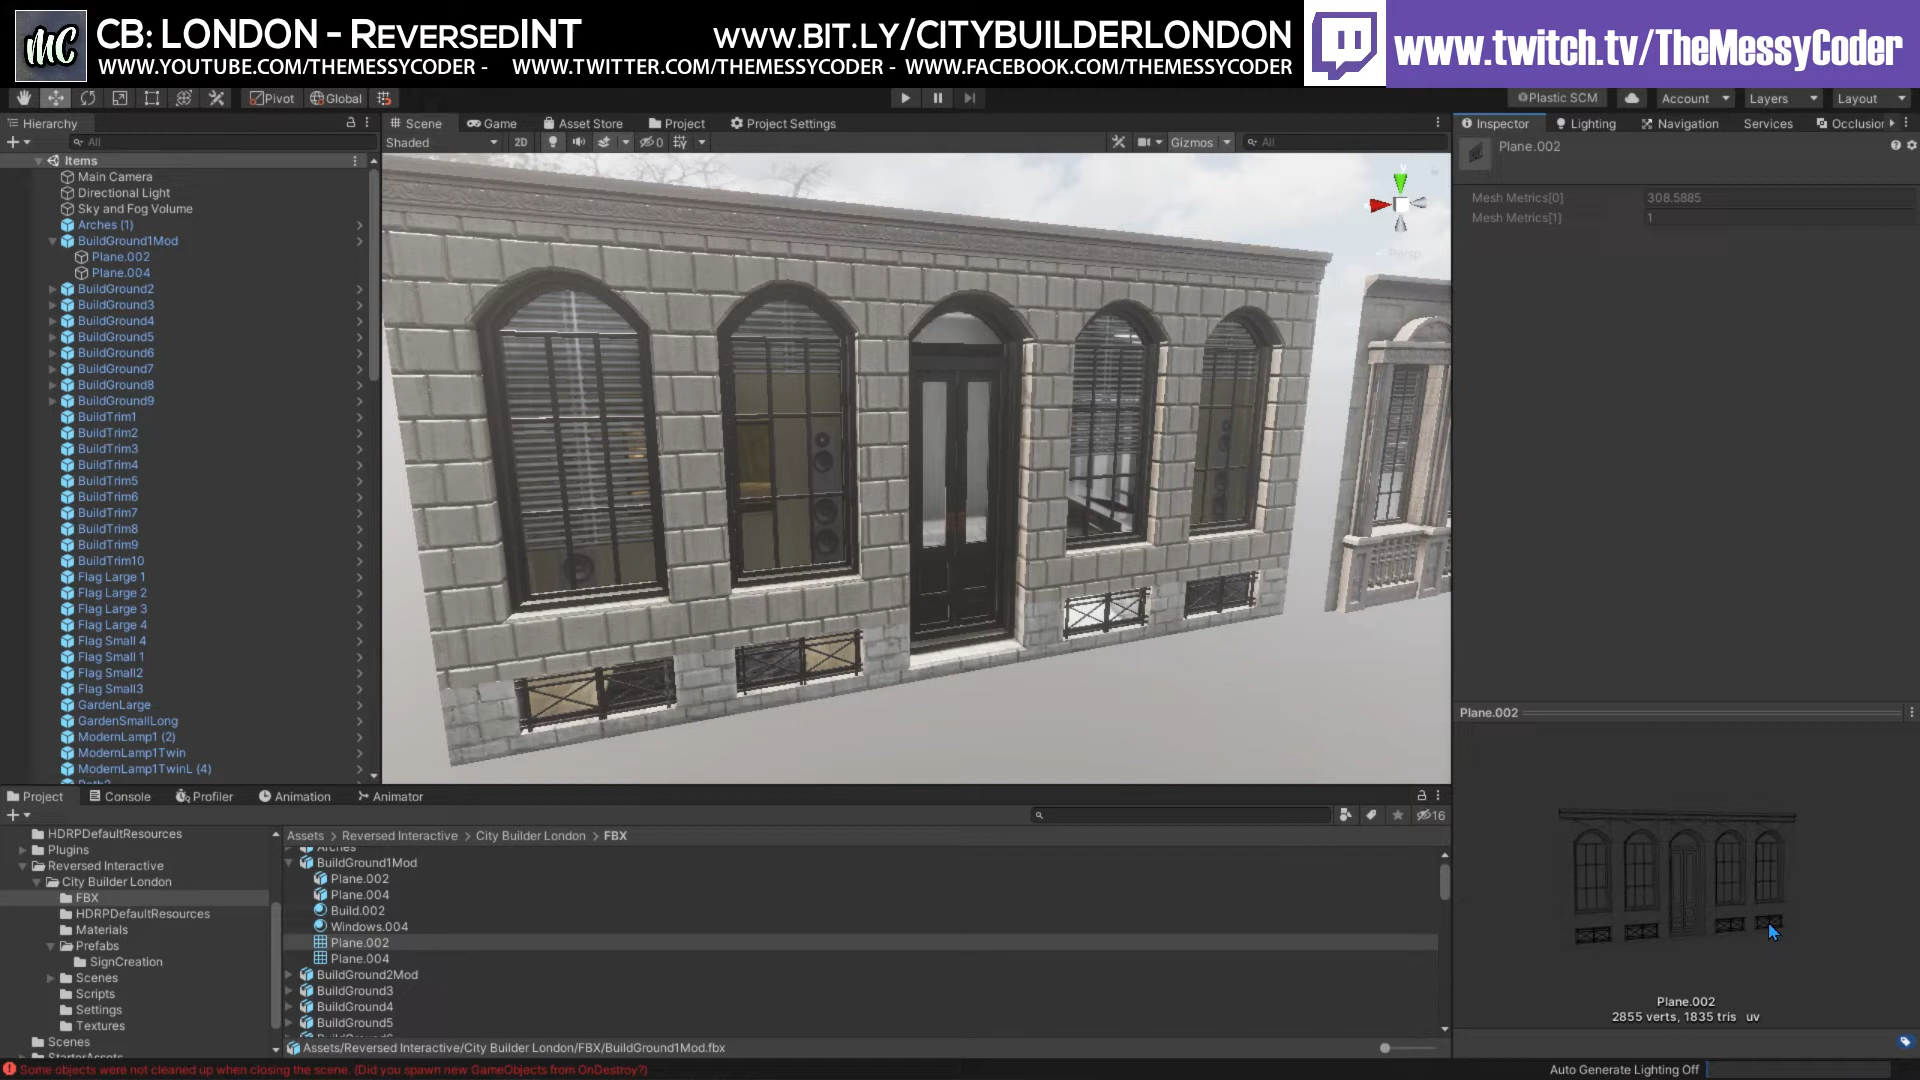 MC
CB: LONDON - REVERSEDINT
WWW.BIT.LY/CITYBUILDERLONDON
WWW.YOUTUBE.COM/THEMESSYCODER - WWW.TWITTER.COM/THEMESSYCODER - WWW.FACEBOOK.COM/THEMESSYCODER
www.twitch.tv/TheMessyCoder
Pivot
Global
Plastic SCM
Account
Layers
Layout
Hierarchy
All
Items
Main Camera
Directional Light
Sky and Fog Volume
Arches (1)
BuildGround1Mod
Plane.002
Plane.004
BuildGround2
BuildGround3
BuildGround4
BuildGround5
BuildGround6
BuildGround7
BuildGround8
BuildGround9
BuildTrim1
BuildTrim2
BuildTrim3
BuildTrim4
BuildTrim5
BuildTrim6
BuildTrim7
BuildTrim8
BuildTrim9
BuildTrim10
Flag Large 1
Flag Large 2
Flag Large 3
Flag Large 4
Flag Small 4
Flag Small 1
Flag Small2
Flag Small3
GardenLarge
GardenSmallLong
ModernLamp1 (2)
ModernLamp1Twin
ModernLamp1TwinL (4)
Scene
Game
Asset Store
Project
Project Settings
Shaded
2D
0
Gizmos
All
Persp
Inspector
Lighting
Navigation
Services
Occlusion
Plane.002
Mesh Metrics[0] 308.5885
Mesh Metrics[1] 1
Plane.002
Plane.002
2855 verts, 1835 tris uv
Project
Console
Profiler
Animation
Animator
16
HDRPDefaultResources
Plugins
Reversed Interactive
City Builder London
FBX
HDRPDefaultResources
Materials
Prefabs
SignCreation
Scenes
Scripts
Settings
Textures
Scenes
StarterAssets
Assets > Reversed Interactive > City Builder London > FBX
Arches
BuildGround1Mod
Plane.002
Plane.004
Build.002
Windows.004
Plane.002
Plane.004
BuildGround2Mod
BuildGround3
BuildGround4
BuildGround5
Assets/Reversed Interactive/City Builder London/FBX/BuildGround1Mod.fbx
Some objects were not cleaned up when closing the scene. (Did you spawn new GameObjects from OnDestroy?)
Auto Generate Lighting Off